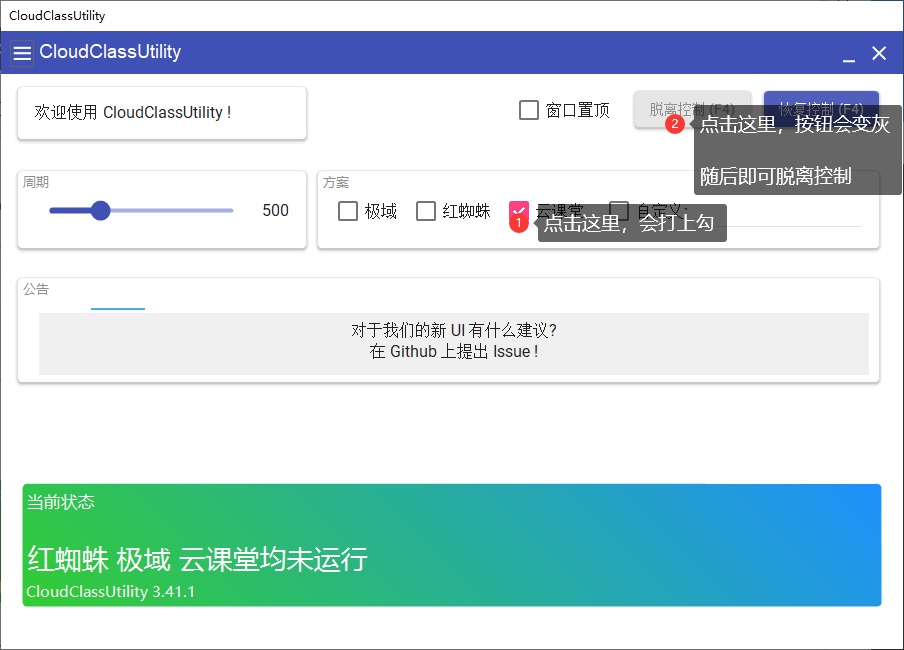 CloudClassUtility
CloudClassUtility
欢迎使用 CloudClassUtility !
窗口置顶
脱离控制 (F4)
恢复控制 (F4)
2
点击这里，按钮会变灰
随后即可脱离控制
周期
500
方案
极域
红蜘蛛
云课堂
自定义:
1
点击这里，会打上勾
公告
对于我们的新 UI 有什么建议?
在 Github 上提出 Issue !
当前状态
红蜘蛛 极域 云课堂均未运行
CloudClassUtility 3.41.1